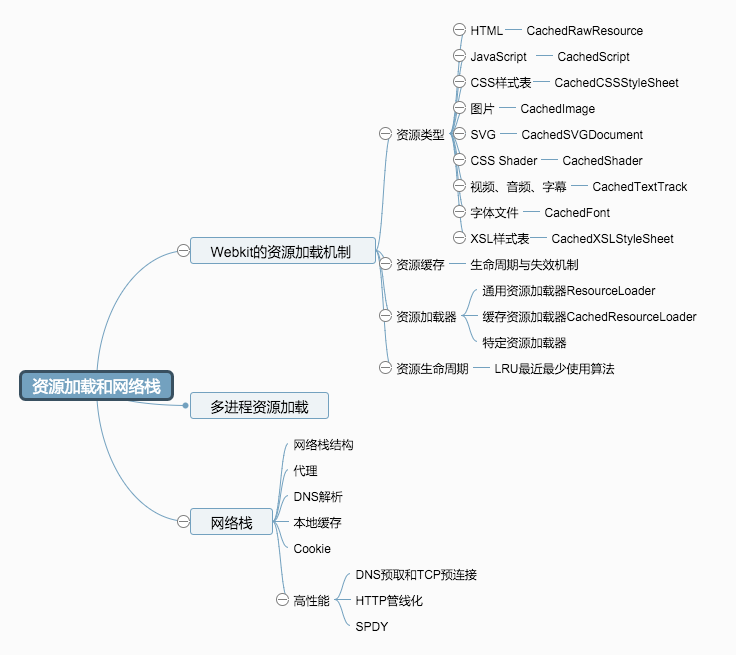 资源加载和网络栈
Webkit的资源加载机制
资源类型
HTML
CachedRawResource
JavaScript
CachedScript
CSS样式表
CachedCSSStyleSheet
图片
CachedImage
SVG
CachedSVGDocument
CSS Shader
CachedShader
视频、音频、字幕
CachedTextTrack
字体文件
CachedFont
XSL样式表
CachedXSLStyleSheet
资源缓存
生命周期与失效机制
资源加载器
通用资源加载器ResourceLoader
缓存资源加载器CachedResourceLoader
特定资源加载器
资源生命周期
LRU最近最少使用算法
多进程资源加载
网络栈
网络栈结构
代理
DNS解析
本地缓存
Cookie
高性能
DNS预取和TCP预连接
HTTP管线化
SPDY